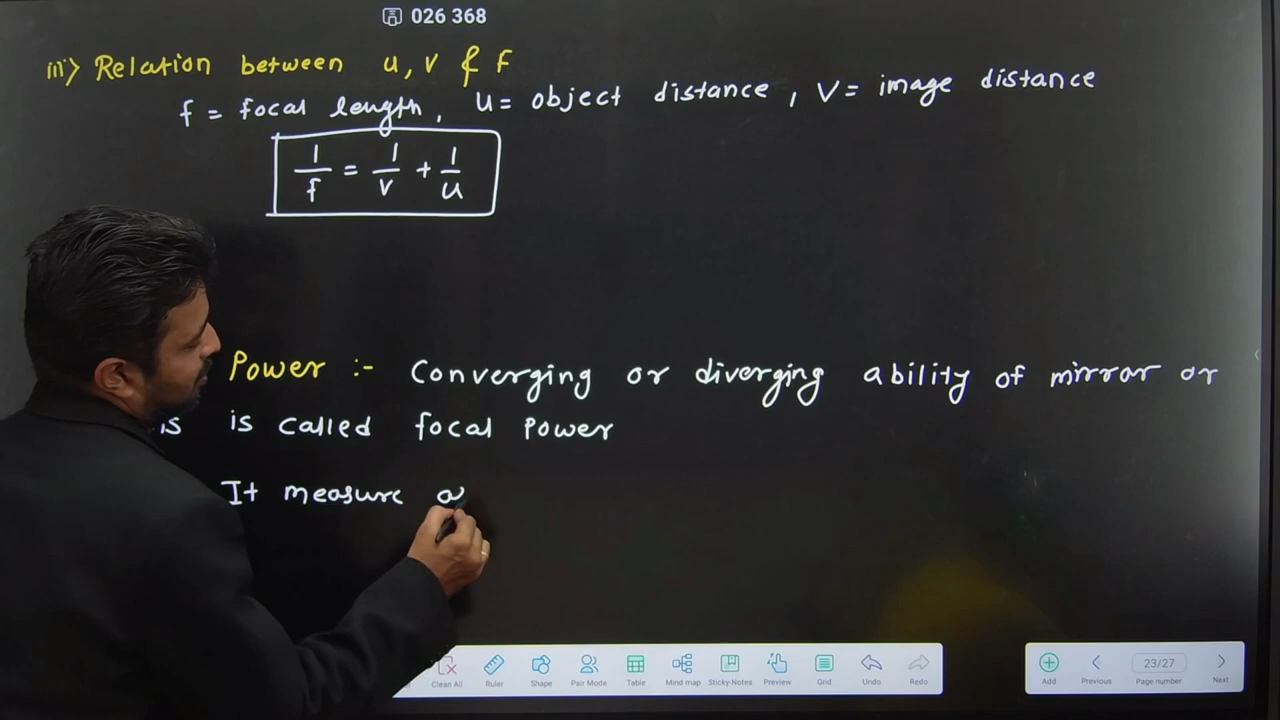 026 368
iii) Relation between u, v & f
f = focal length, u = object distance, v = image distance
1/f = 1/v + 1/u
Power :- Converging or diverging ability of mirror or
is called focal power
It measure
Clean All Ruler Shape Pair Mode Table Mind map Sticky-Notes Preview Grid Undo Redo
Add Previous 23/27 Page number Next